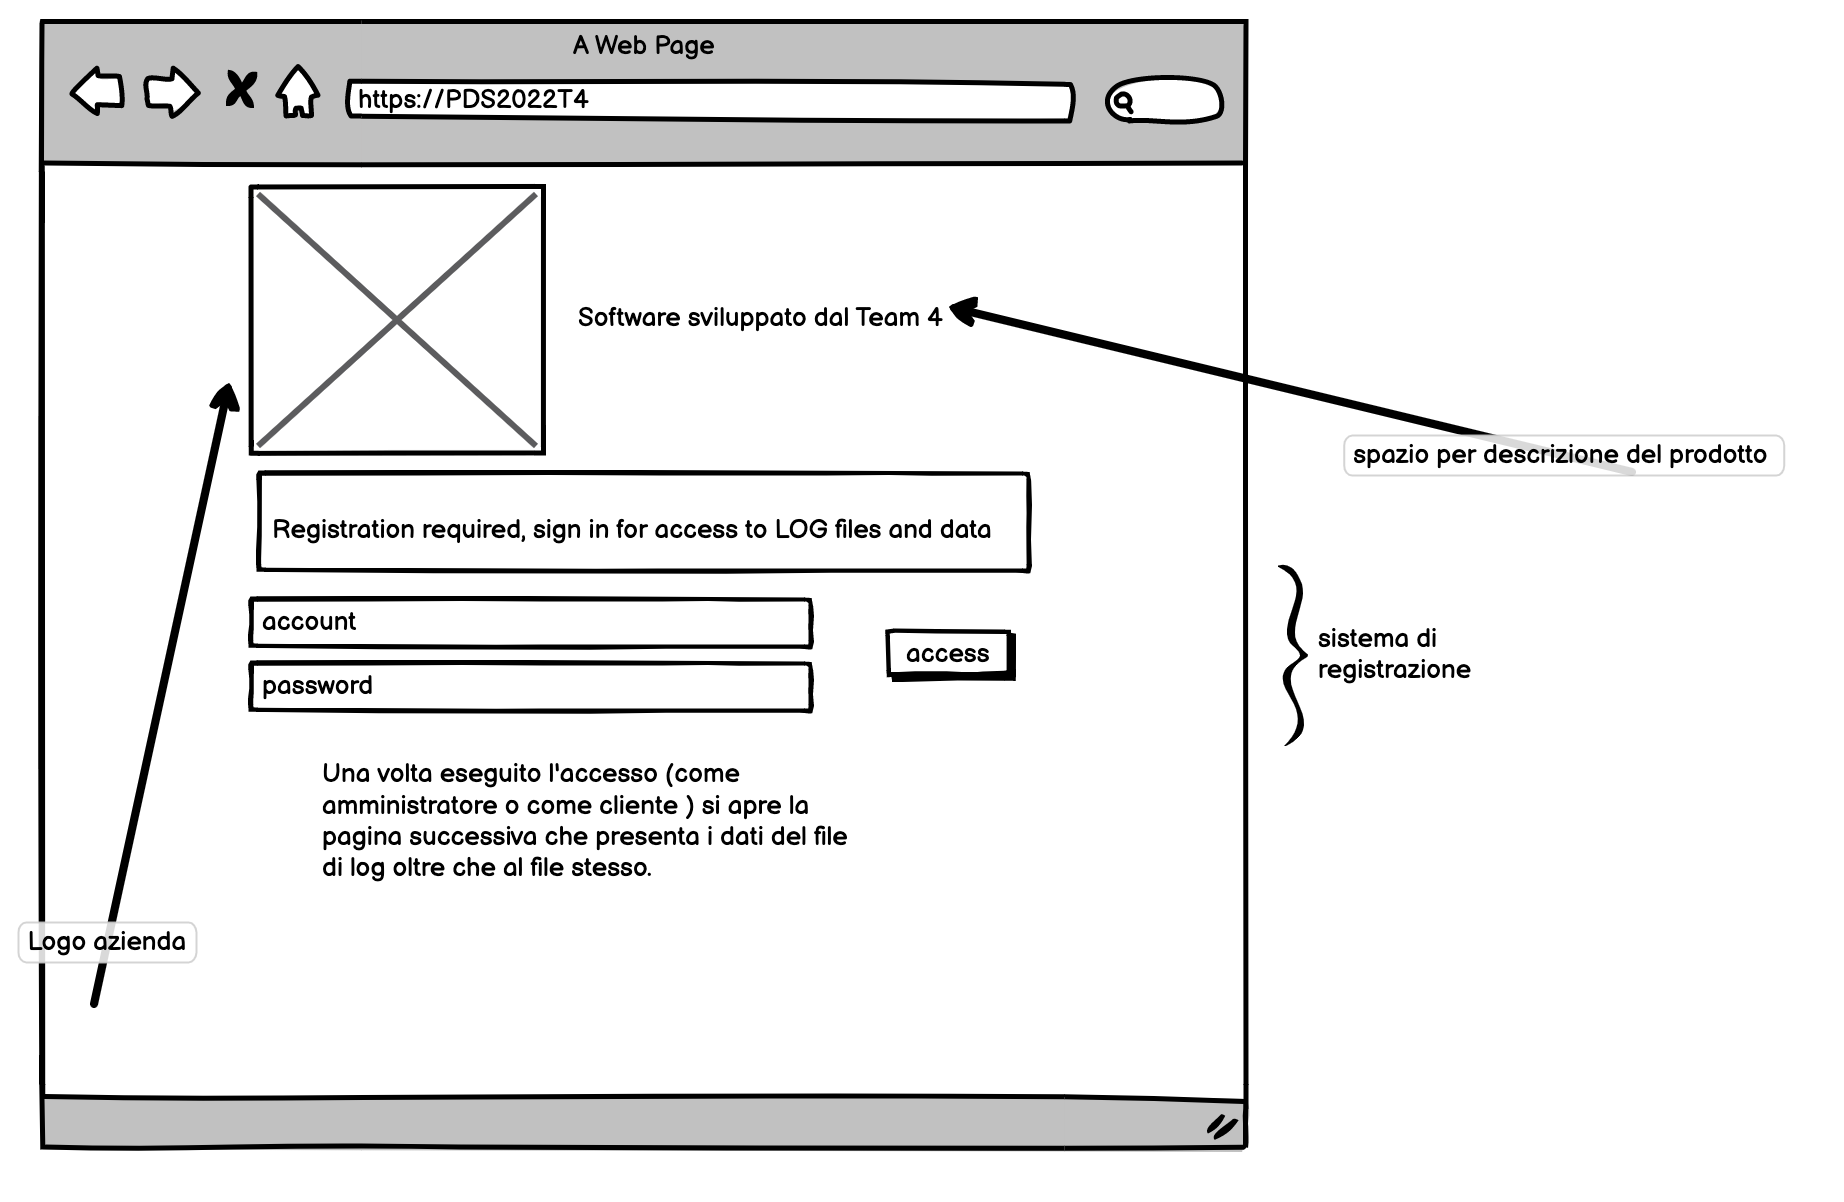 A Web Page
https://PDS2022T4
Software sviluppato dal Team 4
spazio per descrizione del prodotto
Registration required, sign in for access to LOG files and data
account
password
access
sistema di
registrazione
Una volta eseguito l'accesso (come
amministratore o come cliente ) si apre la
pagina successiva che presenta i dati del file
di log oltre che al file stesso.
Logo azienda